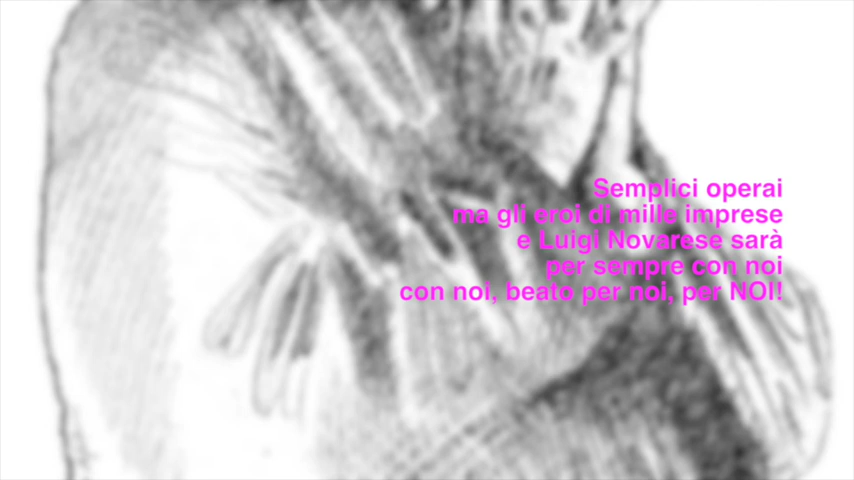 Semplici operai
ma gli eroi di mille imprese
e Luigi Novarese sarà
per sempre con noi
con noi, beato per noi, per NOI!